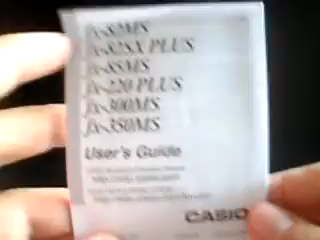 fx-82MS
fx-82SX PLUS
fx-85MS
fx-220 PLUS
fx-300MS
fx-350MS
User's Guide
CASIO